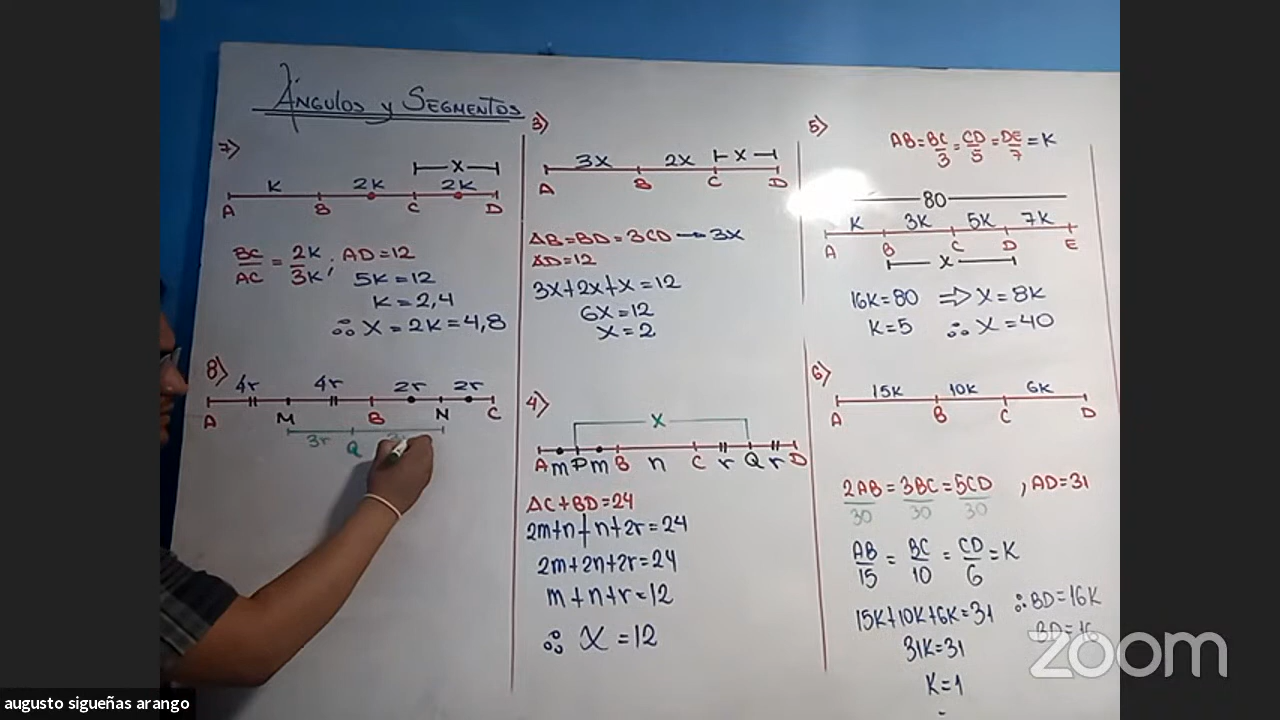 Ángulos y Segmentos
7)
x
K 2K 2K
A B C D
BC/AC = 2K/3K ; AD=12
5K=12
K=2,4
∴ X=2K=4,8
8)
4r 4r 2r 2r
A M B N C
3r Q
3)
3x 2x x
A B C D
AB=BD=3CD → 3x
AD=12
3x+2x+x=12
6x=12
x=2
4)
x
A m P m B n C r Q r D
AC+BD=24
2m+n+n+2r=24
2m+2n+2r=24
m+n+r=12
∴ X=12
5)
AB=BC/3=CD/5=DE/7=K
80
K 3K 5K 7K
A B C D E
x
16K=80 ⇒ X=8K
K=5 ∴ X=40
6)
15K 10K 6K
A B C D
2AB/30=3BC/30=5CD/30 , AD=31
AB/15=BC/10=CD/6=K
15K+10K+6K=31
31K=31
K=1
∴ BD=16K
BD=16
zoom
augusto sigueñas arango